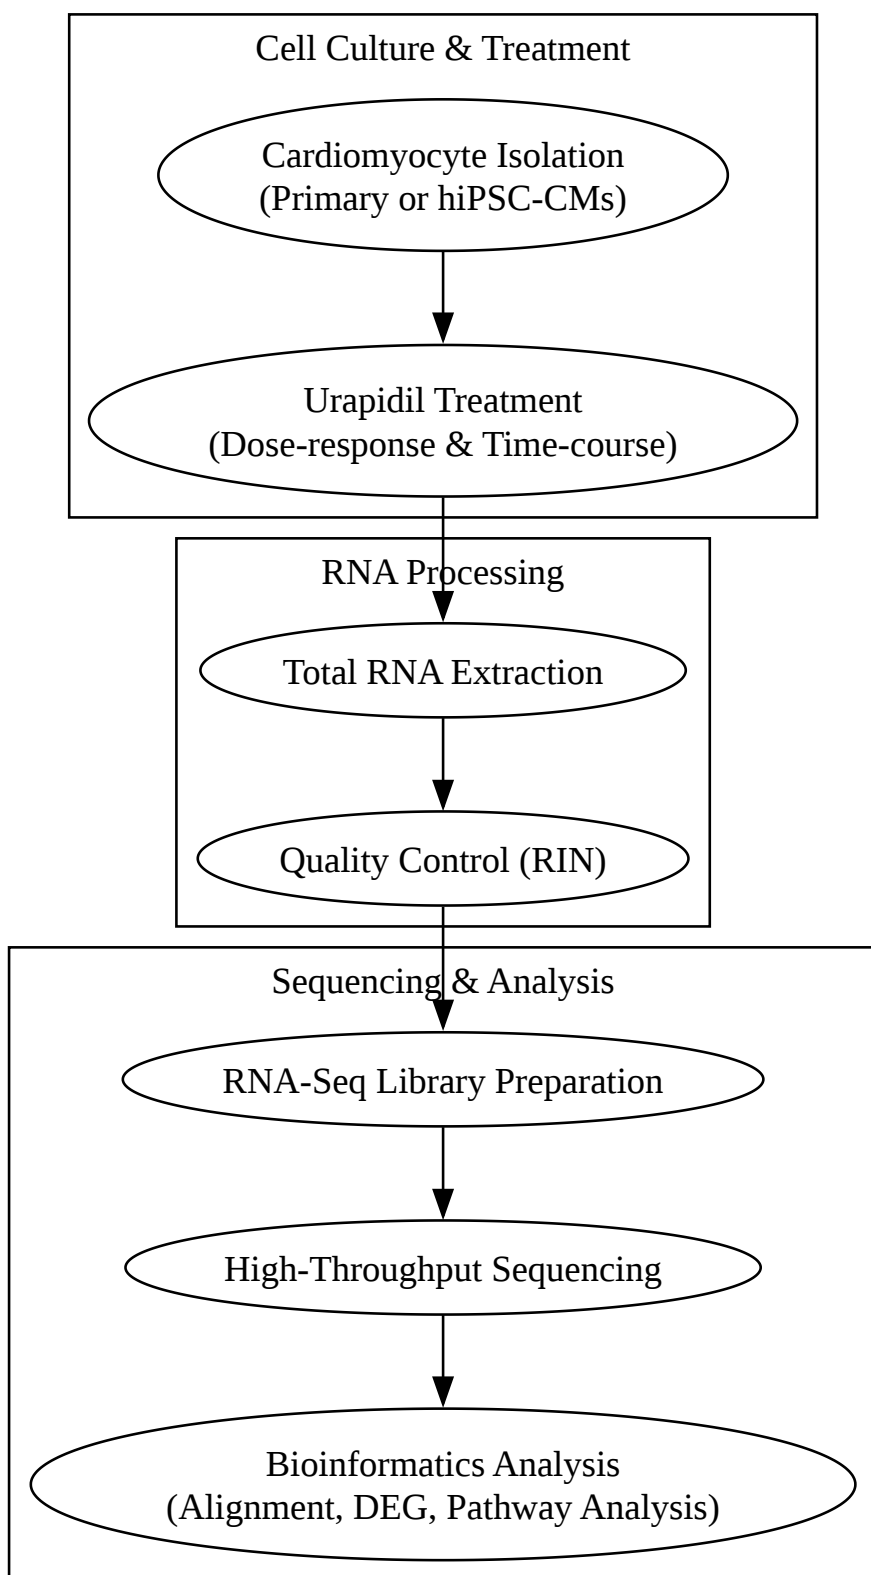 Cell Culture & Treatment
Cardiomyocyte Isolation
(Primary or hiPSC-CMs)
Urapidil Treatment
(Dose-response & Time-course)
RNA Processing
Total RNA Extraction
Quality Control (RIN)
Sequencing & Analysis
RNA-Seq Library Preparation
High-Throughput Sequencing
Bioinformatics Analysis
(Alignment, DEG, Pathway Analysis)